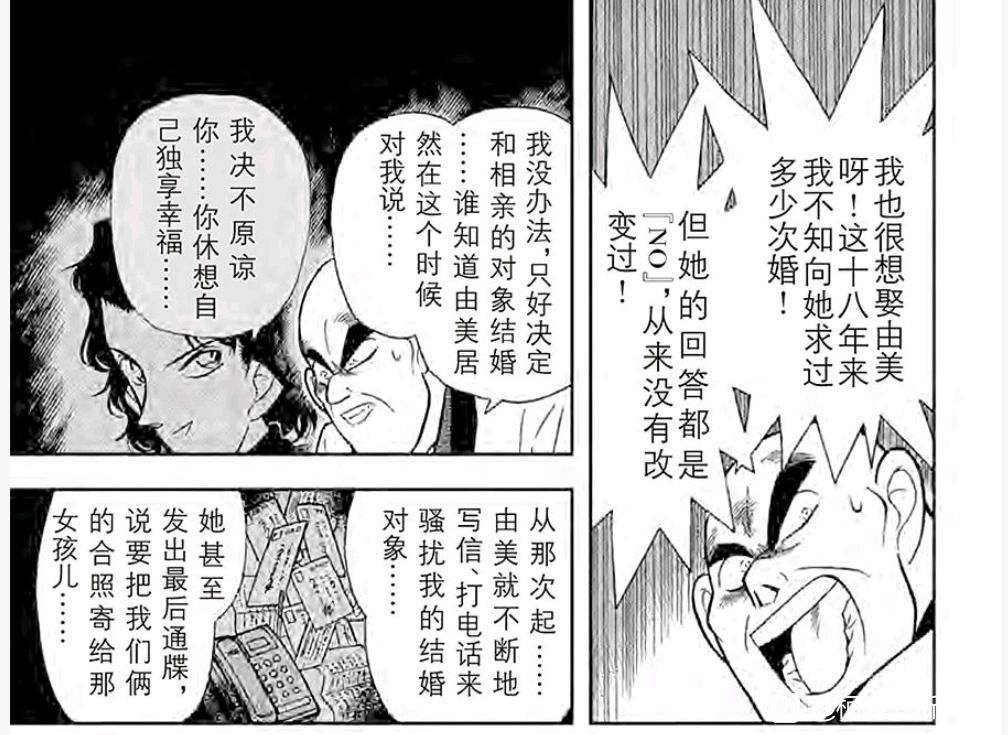 我也很想娶由美
呀！这十八年来
我不知向她求过
多少次婚！
但她的回答都是
『NO』，从来没有改
变过！
我没办法，只好决定
和相亲的对象结婚
……谁知道由美居
然在这个时候
对我说……
我决不原谅
你……你休想自
己独享幸福……
从那次起……
由美就不断地
写信、打电话来
骚扰我的结婚
对象……
她甚至
发出最后通牒，
说要把我们俩
的合照寄给那
女孩儿……